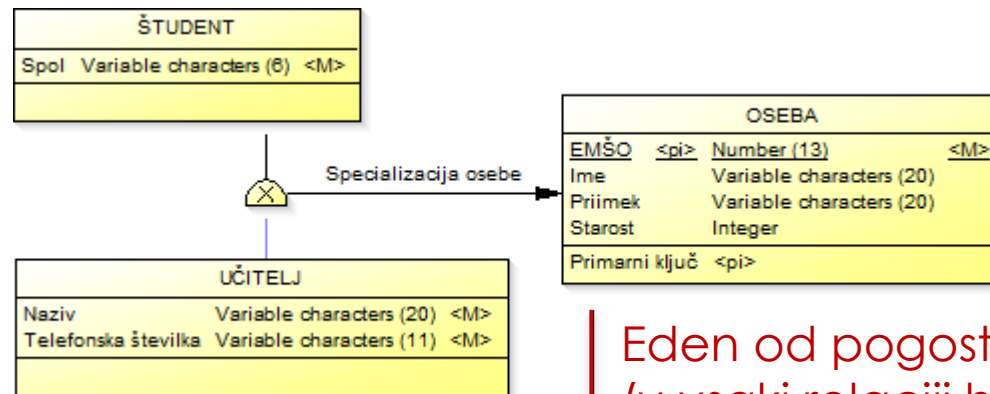 ŠTUDENT
Spol Variable characters (6) <M>
Specializacija osebe
OSEBA
EMŠO <pi> Number (13) <M>
Ime Variable characters (20)
Priimek Variable characters (20)
Starost Integer
Primarni ključ <pi>
UČITELJ
Naziv Variable characters (20) <M>
Telefonska številka Variable characters (11) <M>
Eden od pogost